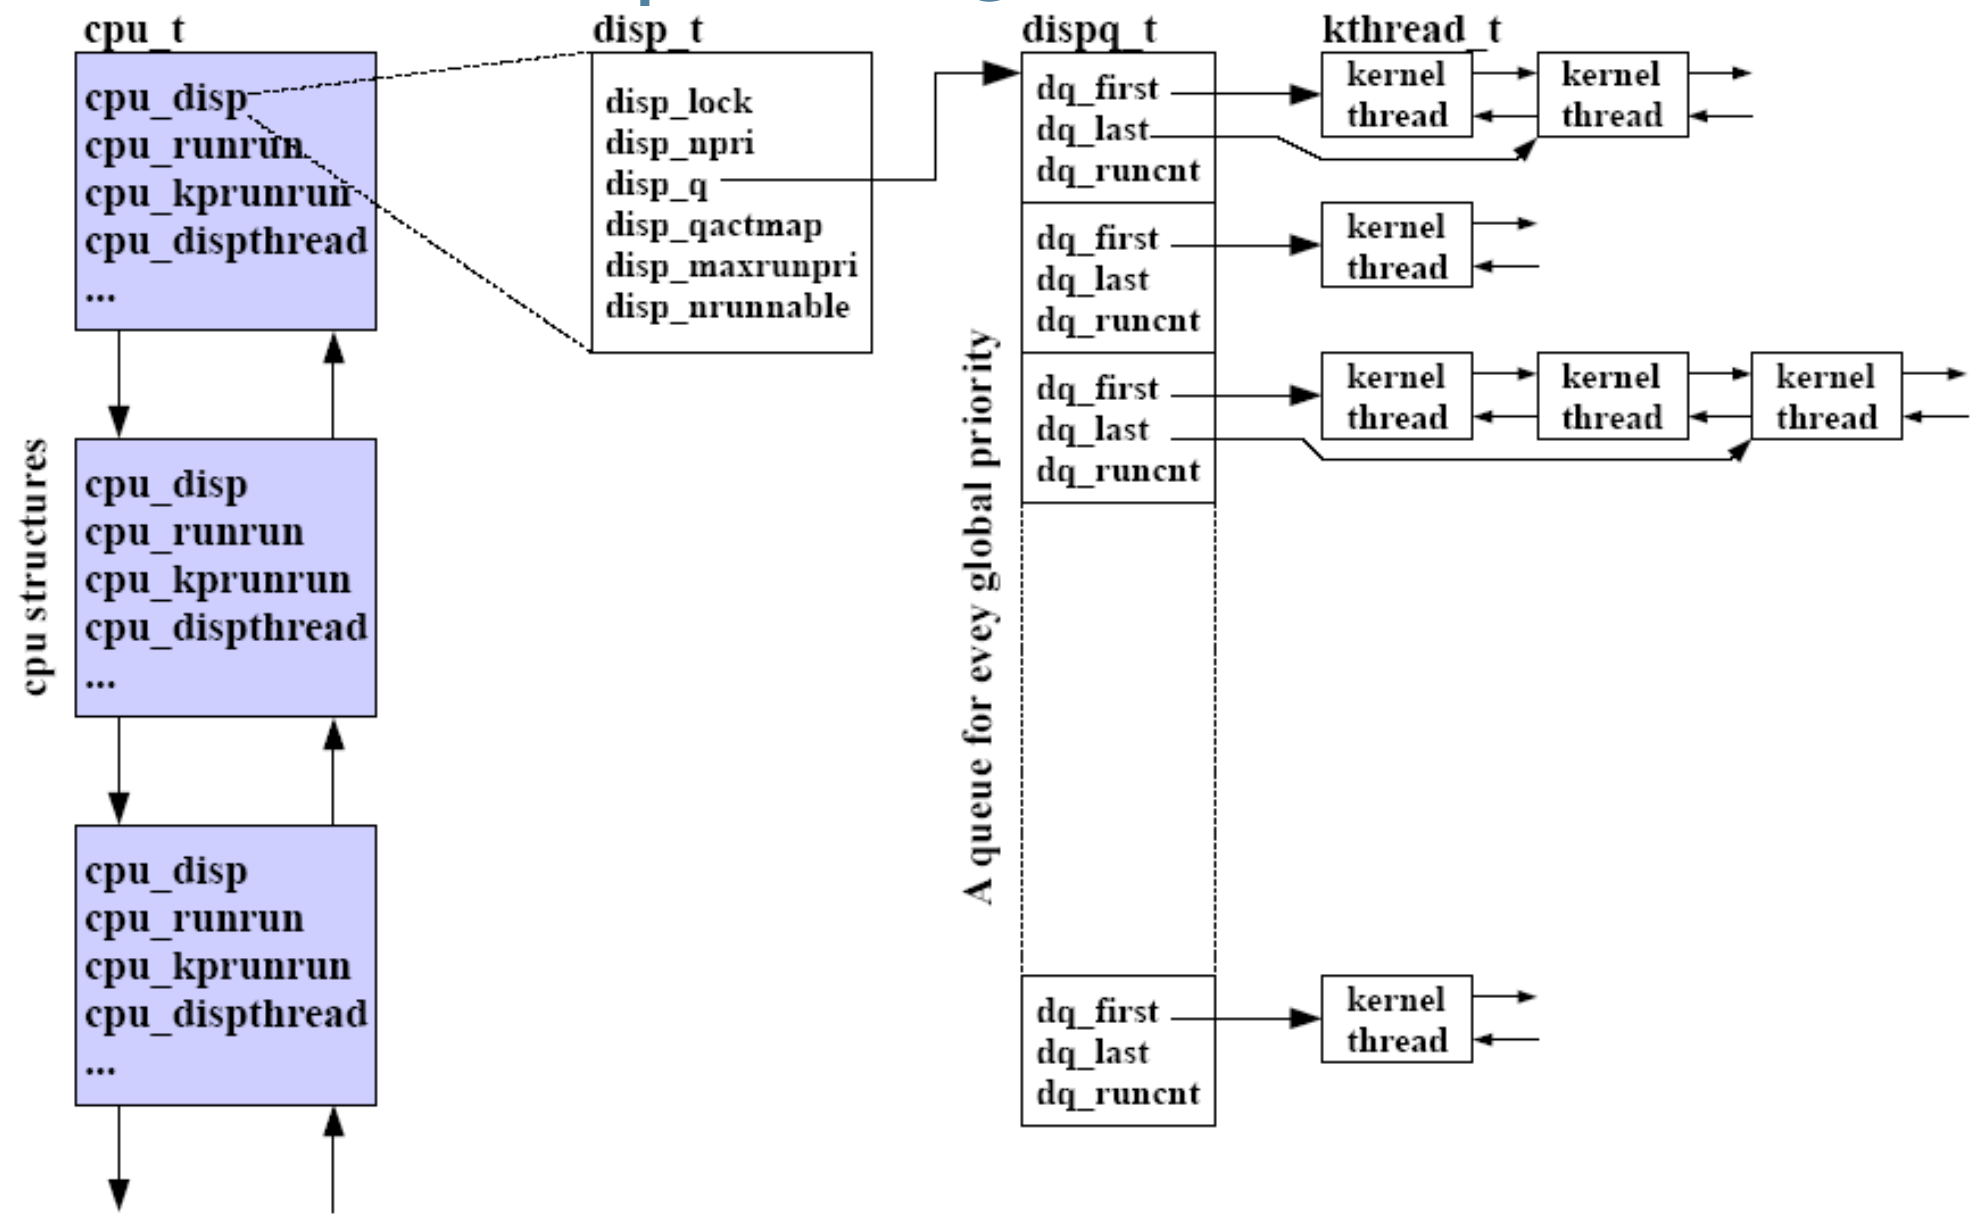 cpu_t
cpu_disp
cpu_runrun
cpu_kprunrun
cpu_dispthread
...
cpu_disp
cpu_runrun
cpu_kprunrun
cpu_dispthread
...
cpu_disp
cpu_runrun
cpu_kprunrun
cpu_dispthread
...
cpu structures
disp_t
disp_lock
disp_npri
disp_q
disp_qactmap
disp_maxrunpri
disp_nrunnable
A queue for evey global priority
dispq_t
dq_first
dq_last
dq_runcnt
dq_first
dq_last
dq_runcnt
dq_first
dq_last
dq_runcnt
dq_first
dq_last
dq_runcnt
kthread_t
kernel
thread
kernel
thread
kernel
thread
kernel
thread
kernel
thread
kernel
thread
kernel
thread